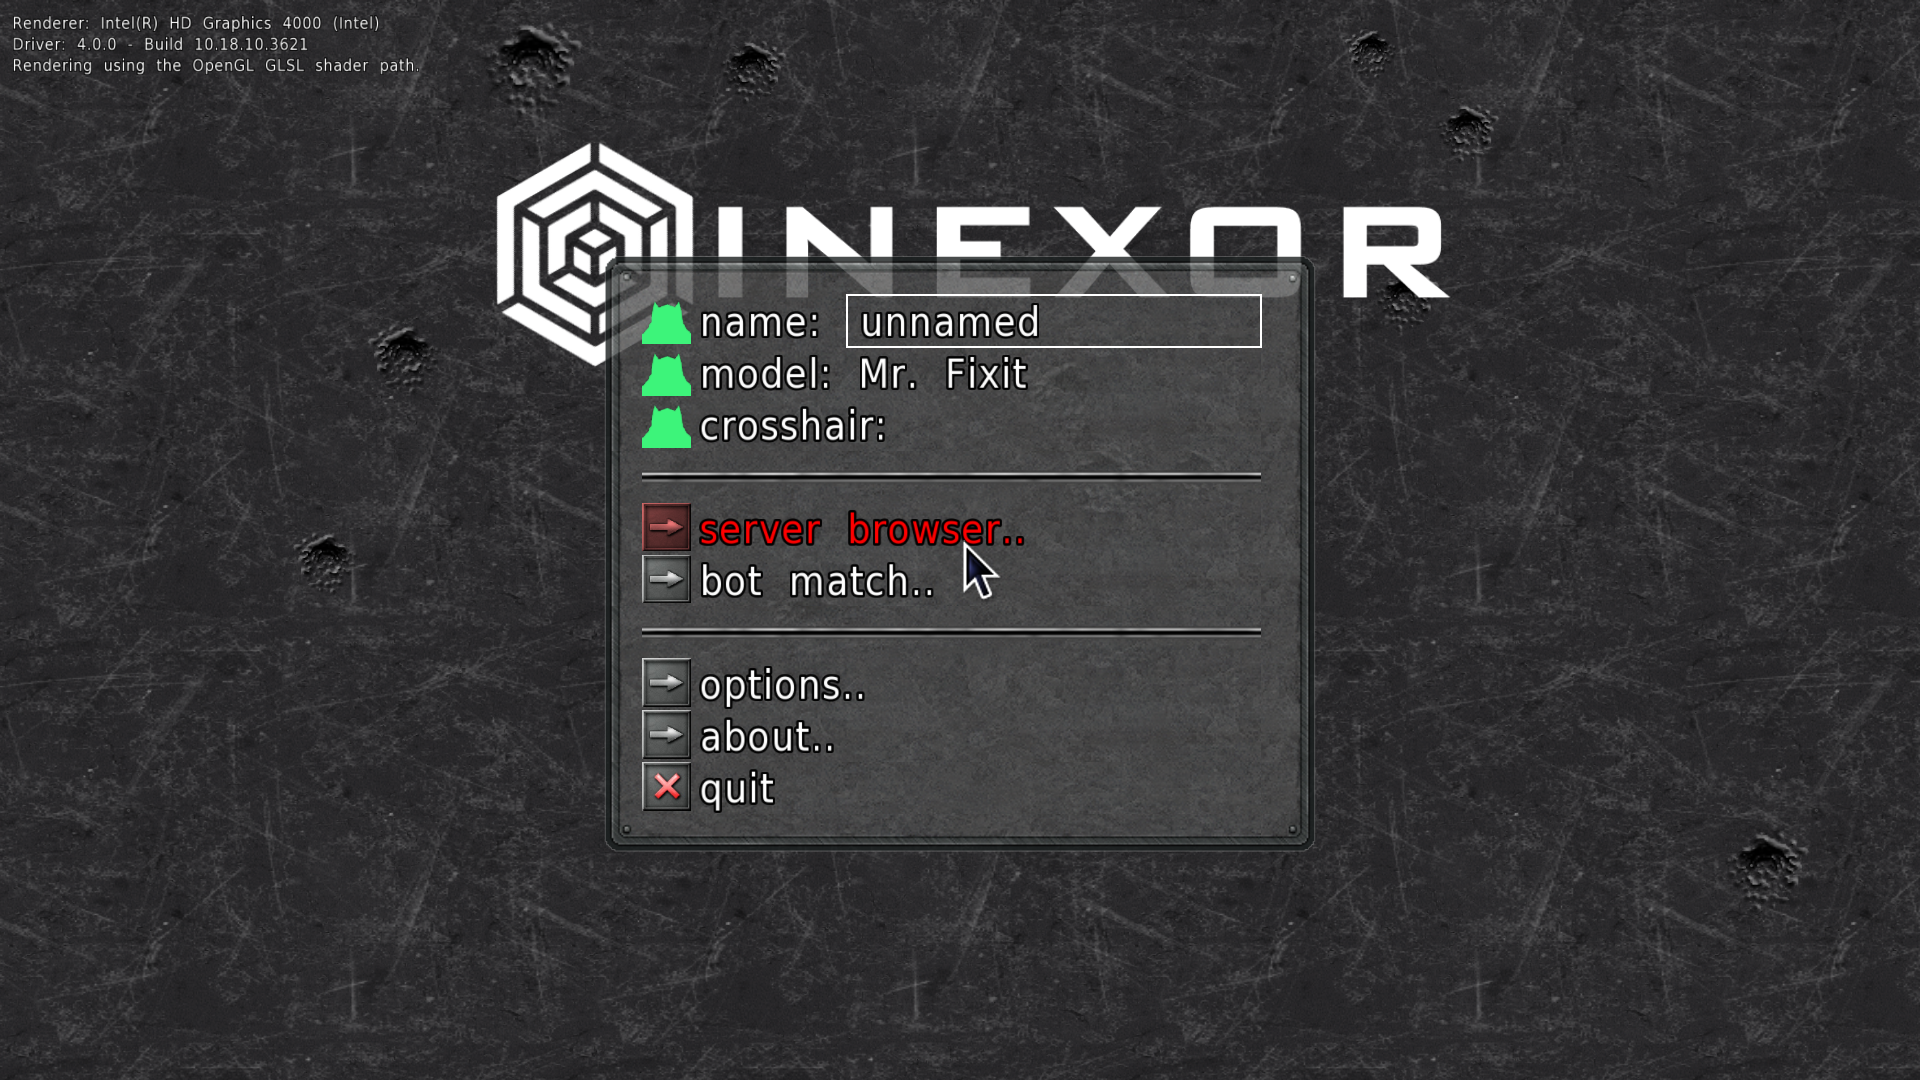 Renderer: Intel(R) HD Graphics 4000 (Intel)
Driver: 4.0.0 - Build 10.18.10.3621
Rendering using the OpenGL GLSL shader path.
INEXOR
name: unnamed
model: Mr. Fixit
crosshair:
server browser..
bot match..
options..
about..
quit